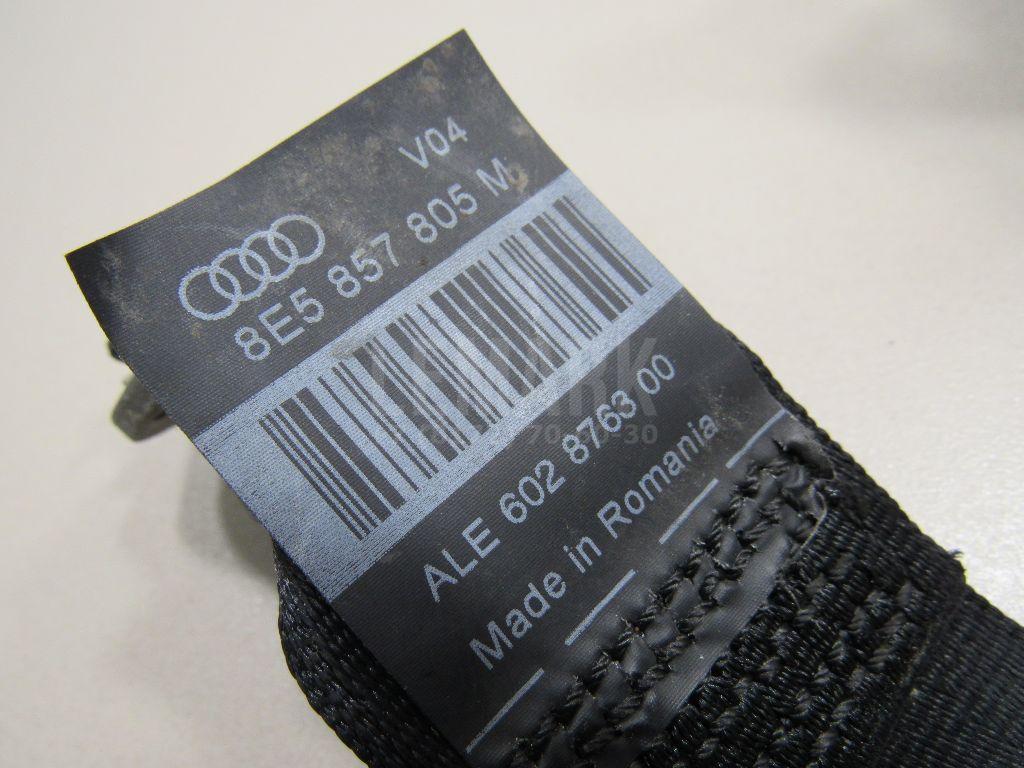 V04
8E5 857 805 M
ALE 602 8763 00
Made in Romania